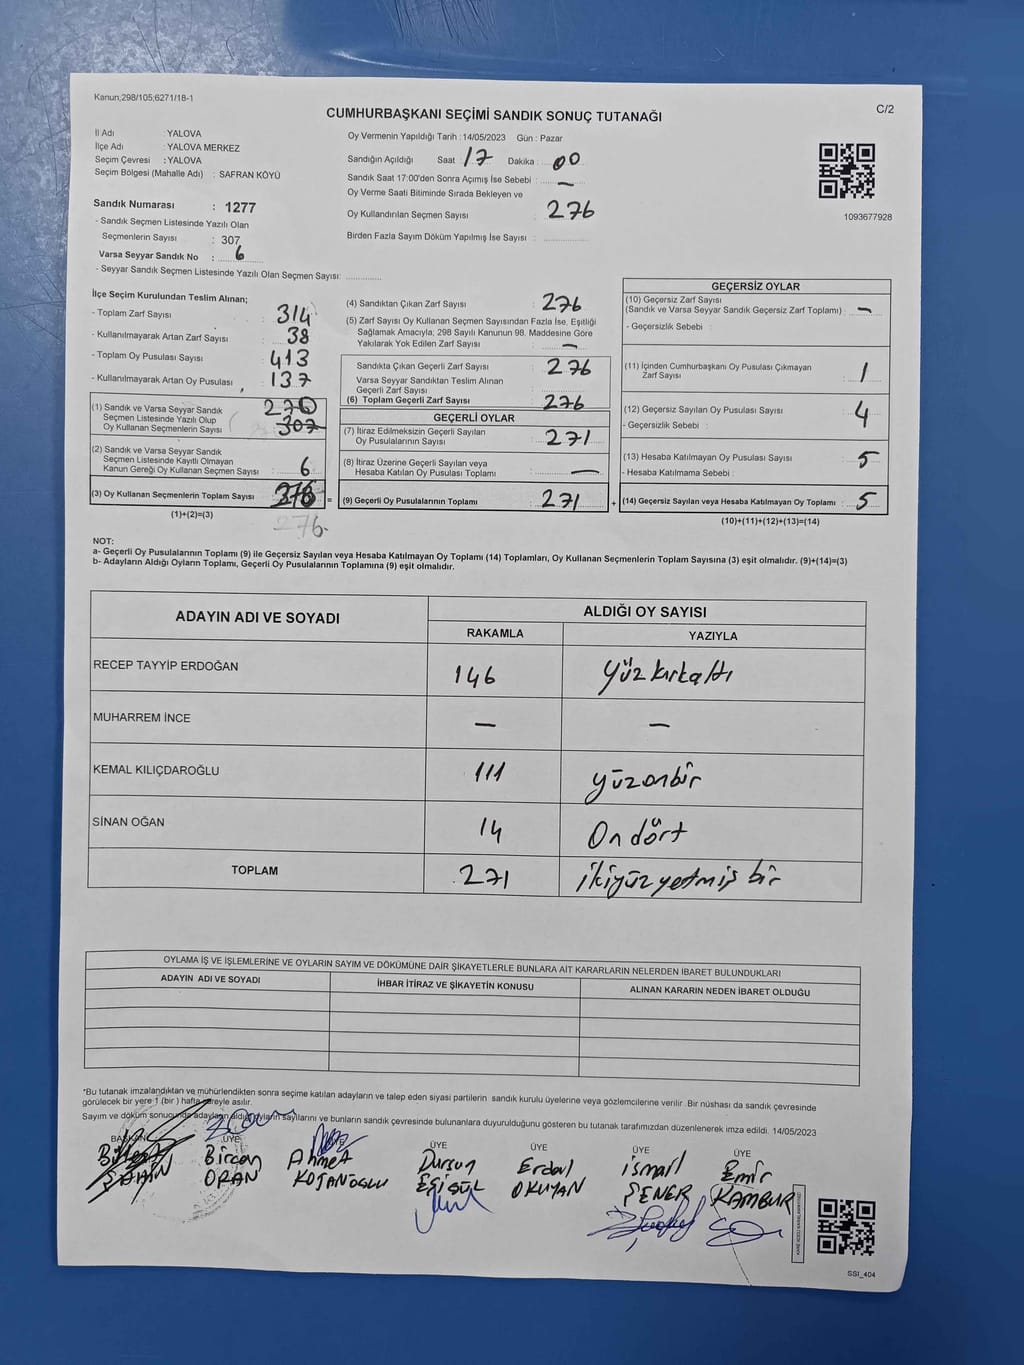 Kanun,298/105;6271/18-1
C/2
CUMHURBAŞKANI SEÇİMİ SANDIK SONUÇ TUTANAĞI
İl Adı : YALOVA
İlçe Adı : YALOVA MERKEZ
Seçim Çevresi : YALOVA
Seçim Bölgesi (Mahalle Adı) : SAFRAN KÖYÜ
Sandık Numarası : 1277
- Sandık Seçmen Listesinde Yazılı Olan
Seçmenlerin Sayısı : 307
Varsa Seyyar Sandık No : 6
- Seyyar Sandık Seçmen Listesinde Yazılı Olan Seçmen Sayısı:
Oy Vermenin Yapıldığı Tarih : 14/05/2023 Gün : Pazar
Sandığın Açıldığı Saat : 17 Dakika : 00
Sandık Saat 17:00'den Sonra Açımış İse Sebebi : —
Oy Verme Saati Bitiminde Sırada Bekleyen ve
Oy Kullandırılan Seçmen Sayısı 276
Birden Fazla Sayım Döküm Yapılmış İse Sayısı :
1093677928
İlçe Seçim Kurulundan Teslim Alınan;
- Toplam Zarf Sayısı : 314
- Kullanılmayarak Artan Zarf Sayısı : 38
- Toplam Oy Pusulası Sayısı : 413
- Kullanılmayarak Artan Oy Pusulası : 137
(1) Sandık ve Varsa Seyyar Sandık
Seçmen Listesinde Yazılı Olup
Oy Kullanan Seçmenlerin Sayısı 270
307
(2) Sandık ve Varsa Seyyar Sandık
Seçmen Listesinde Kayıtlı Olmayan
Kanun Gereği Oy Kullanan Seçmen Sayısı : 6
(3) Oy Kullanan Seçmenlerin Toplam Sayısı :
(1)+(2)=(3)
276
(4) Sandıktan Çıkan Zarf Sayısı : 276
(5) Zarf Sayısı Oy Kullanan Seçmen Sayısından Fazla İse, Eşitliği
Sağlamak Amacıyla, 298 Sayılı Kanunun 98. Maddesine Göre
Yakılarak Yok Edilen Zarf Sayısı : —
Sandıkta Çıkan Geçerli Zarf Sayısı : 276
Varsa Seyyar Sandıktan Teslim Alınan
Geçerli Zarf Sayısı :
(6) Toplam Geçerli Zarf Sayısı : 276
GEÇERLİ OYLAR
(7) İtiraz Edilmeksizin Geçerli Sayılan
Oy Pusulalarının Sayısı : 271
(8) İtiraz Üzerine Geçerli Sayılan veya
Hesaba Katılan Oy Pusulası Toplamı : —
= (9) Geçerli Oy Pusulalarının Toplamı : 271
GEÇERSİZ OYLAR
(10) Geçersiz Zarf Sayısı
(Sandık ve Varsa Seyyar Sandık Geçersiz Zarf Toplamı) : —
- Geçersizlik Sebebi :
(11) İçinden Cumhurbaşkanı Oy Pusulası Çıkmayan
Zarf Sayısı : 1
(12) Geçersiz Sayılan Oy Pusulası Sayısı : 4
- Geçersizlik Sebebi :
(13) Hesaba Katılmayan Oy Pusulası Sayısı : 5
- Hesaba Katılmama Sebebi :
+ (14) Geçersiz Sayılan veya Hesaba Katılmayan Oy Toplamı : 5
(10)+(11)+(12)+(13)=(14)
NOT:
a- Geçerli Oy Pusulalarının Toplamı (9) ile Geçersiz Sayılan veya Hesaba Katılmayan Oy Toplamı (14) Toplamları, Oy Kullanan Seçmenlerin Toplam Sayısına (3) eşit olmalıdır. (9)+(14)=(3)
b- Adayların Aldığı Oyların Toplamı, Geçerli Oy Pusulalarının Toplamına (9) eşit olmalıdır.
ADAYIN ADI VE SOYADI ALDIĞI OY SAYISI
RAKAMLA YAZIYLA
RECEP TAYYİP ERDOĞAN 146 yüzkırkaltı
MUHARREM İNCE — —
KEMAL KILIÇDAROĞLU 111 yüzonbir
SİNAN OĞAN 14 Ondört
TOPLAM 271 ikiyüzyetmiş bir
OYLAMA İŞ VE İŞLEMLERİNE VE OYLARIN SAYIM VE DÖKÜMÜNE DAİR ŞİKAYETLERLE BUNLARA AİT KARARLARIN NELERDEN İBARET BULUNDUKLARI
ADAYIN ADI VE SOYADI İHBAR İTİRAZ VE ŞİKAYETİN KONUSU ALINAN KARARIN NEDEN İBARET OLDUĞU
*Bu tutanak imzalandıktan ve mühürlendikten sonra seçime katılan adayların ve talep eden siyasi partilerin sandık kurulu üyelerine veya gözlemcilerine verilir. Bir nüshası da sandık çevresinde
görülecek bir yere 1 (bir) hafta süreyle asılır.
Sayım ve döküm sonucunda adayların aldığı oyların sayılarını ve bunların sandık çevresinde bulunanlara duyurulduğunu gösteren bu tutanak tarafımızdan düzenlenerek imza edildi. 14/05/2023
BAŞKAN ÜYE ÜYE ÜYE ÜYE ÜYE
Bülent Bircan Ahmet Dursun Erdal ismail Emir
ŞAHİN ORAN KOJANOĞLU EŞİGÜL OKUYAN ŞENER KAMBUR
SSI_404